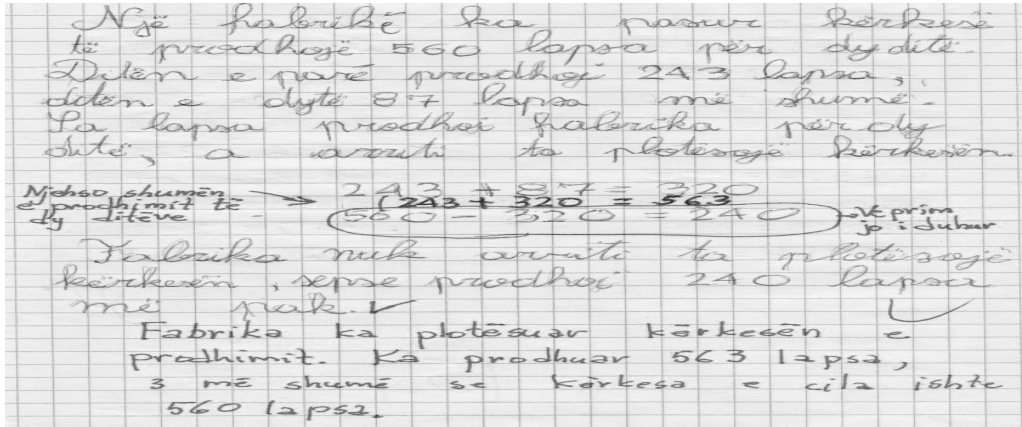 Një fabrikë ka pasur kërkesë
të prodhojë 560 lapsa për dy ditë.
Ditën e parë prodhoj 243 lapsa,
ditën e dytë 87 lapsa më shumë.
Sa lapsa prodhoi fabrika për dy
ditë, a arriti ta plotësojë kërkesën.
Njehso shumën
e prodhimit të
dy ditëve
243 + 87 = 320
(243 + 320 = 563
560 - 320 = 240
Veprim
jo i duhur
Fabrika nuk arriti ta plotësojë
kërkesën, sepse prodhoi 240 lapsa
më pak.
Fabrika ka plotësuar kërkesën e
prodhimit. Ka prodhuar 563 lapsa,
3 më shumë se kërkesa e cila ishte
560 lapsa.